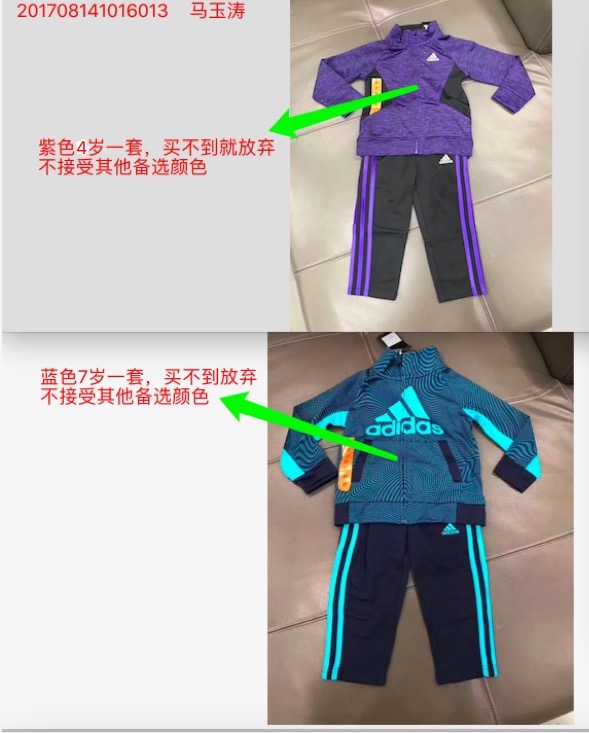 201708141016013 马玉涛
紫色4岁一套，买不到就放弃
不接受其他备选颜色
蓝色7岁一套，买不到放弃
不接受其他备选颜色
adidas